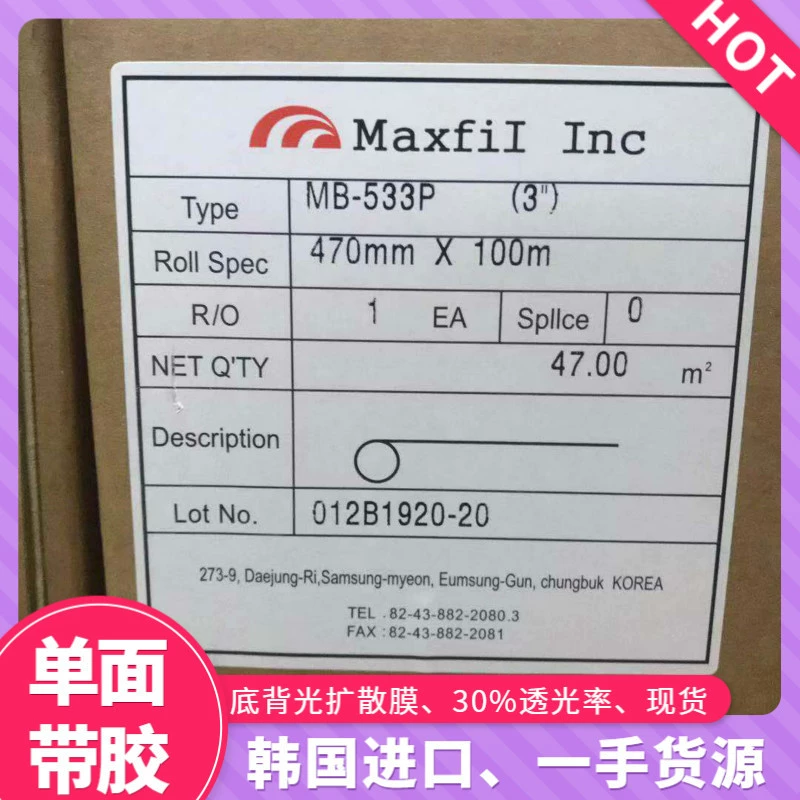 HOT
MaxfiI Inc
Type MB-533P (3")
Roll Spec 470mm X 100m
R/O 1 EA SplIce 0
NET Q'TY 47.00 m²
Description
Lot No. 012B1920-20
273-9, Daejung-Ri,Samsung-myeon, Eumsung-Gun, chungbuk KOREA
TEL .82-43-882-2080.3
FAX :82-43-882-2081
单面
带胶
底背光扩散膜、30%透光率、现货
韩国进口、一手货源